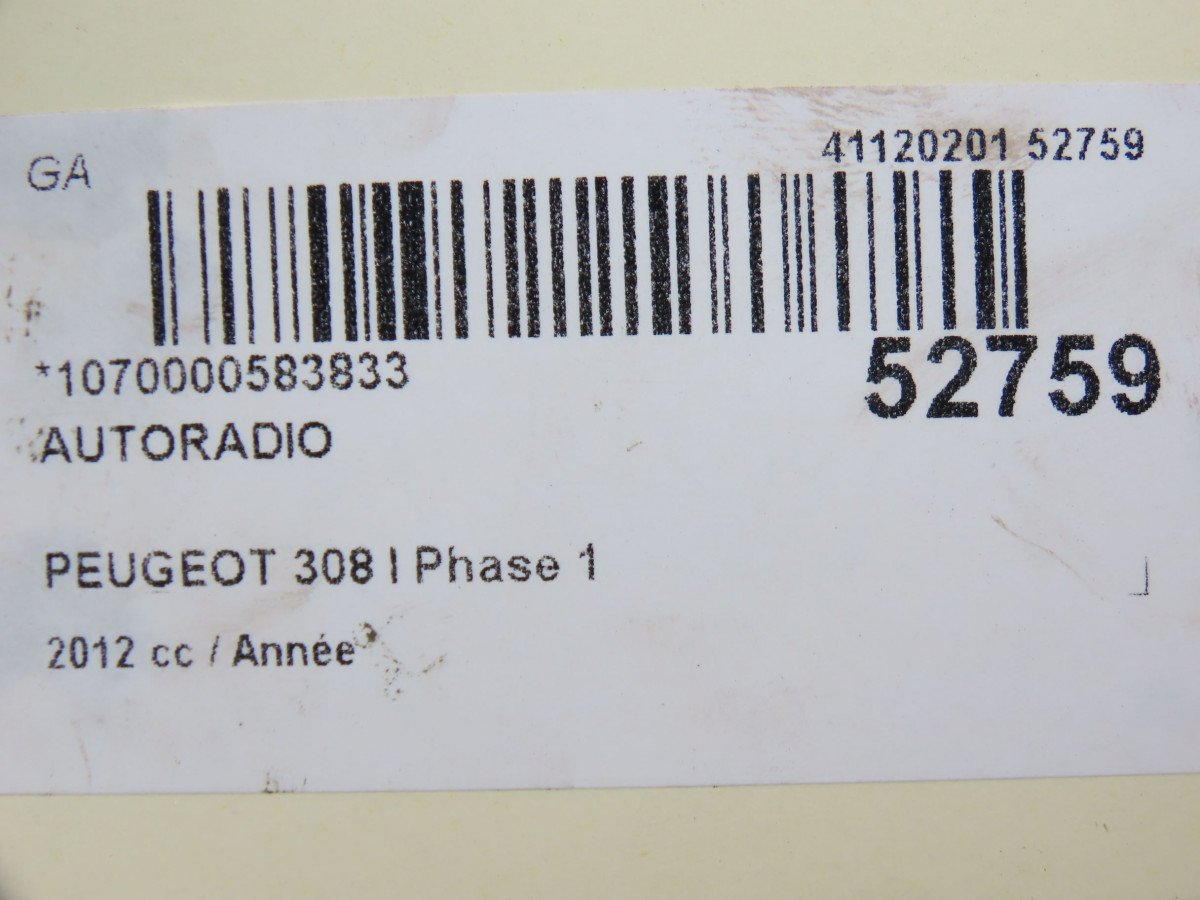 GA
41120201 52759
*1070000583833
52759
AUTORADIO
PEUGEOT 308 I Phase 1
2012 cc / Année